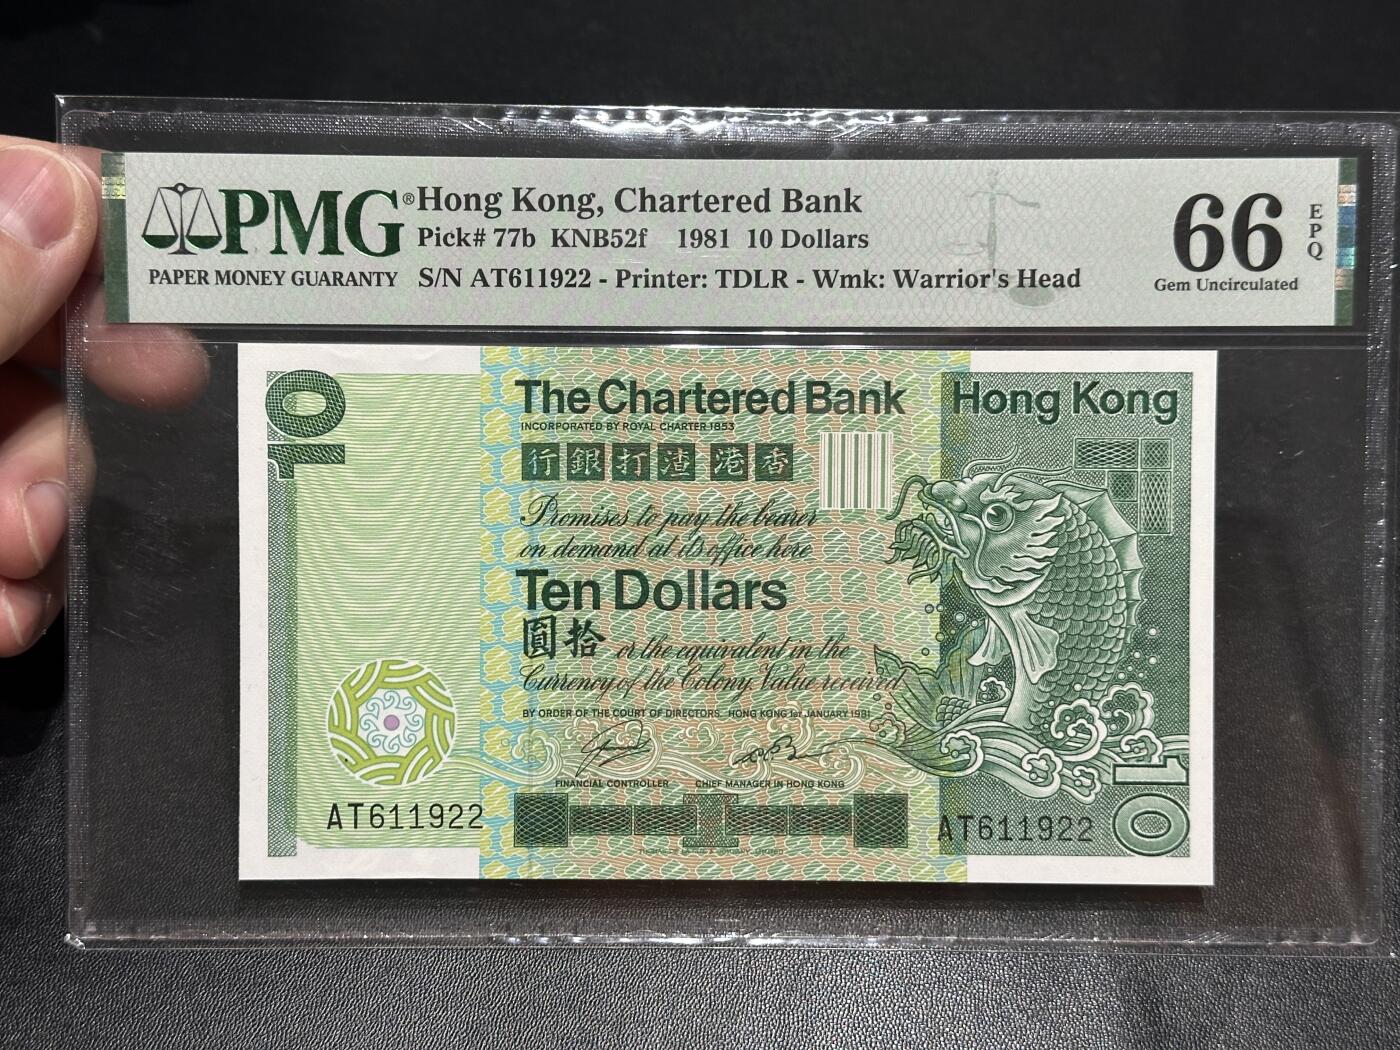 PMG®
PAPER MONEY GUARANTY
Hong Kong, Chartered Bank
Pick# 77b KNB52f 1981 10 Dollars
S/N AT611922 - Printer: TDLR - Wmk: Warrior's Head
66
EPQ
Gem Uncirculated
10
The Chartered Bank
INCORPORATED BY ROYAL CHARTER 1853
行銀打渣港香
Promises to pay the bearer
on demand at its office here
Ten Dollars
圓拾
or the equivalent in the
Currency of the Colony. Value received
BY ORDER OF THE COURT OF DIRECTORS. HONG KONG 1st JANUARY 1981
FINANCIAL CONTROLLER
CHIEF MANAGER IN HONG KONG
AT611922
Hong Kong
AT611922
10